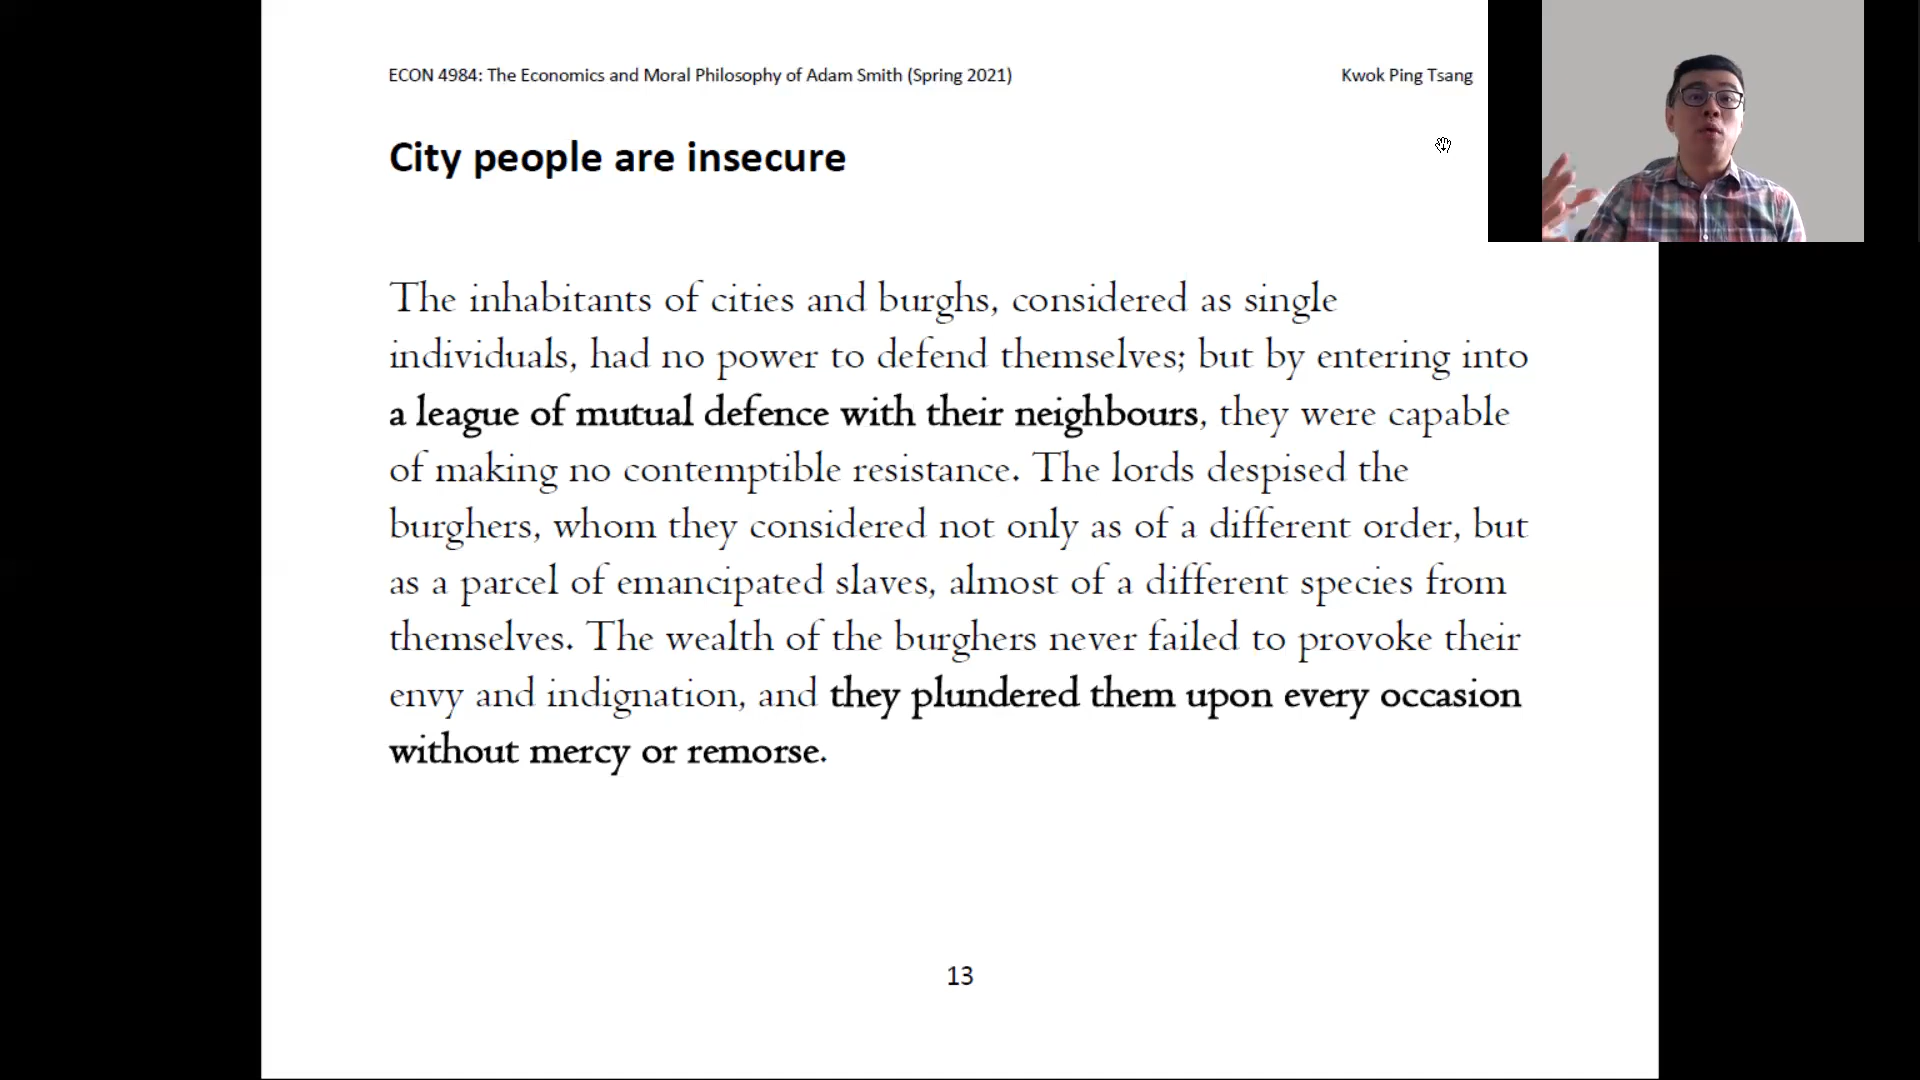 ECON 4984: The Economics and Moral Philosophy of Adam Smith (Spring 2021) Kwok Ping Tsang
City people are insecure
The inhabitants of cities and burghs, considered as single
individuals, had no power to defend themselves; but by entering into
a league of mutual defence with their neighbours, they were capable
of making no contemptible resistance. The lords despised the
burghers, whom they considered not only as of a different order, but
as a parcel of emancipated slaves, almost of a different species from
themselves. The wealth of the burghers never failed to provoke their
envy and indignation, and they plundered them upon every occasion
without mercy or remorse.
13